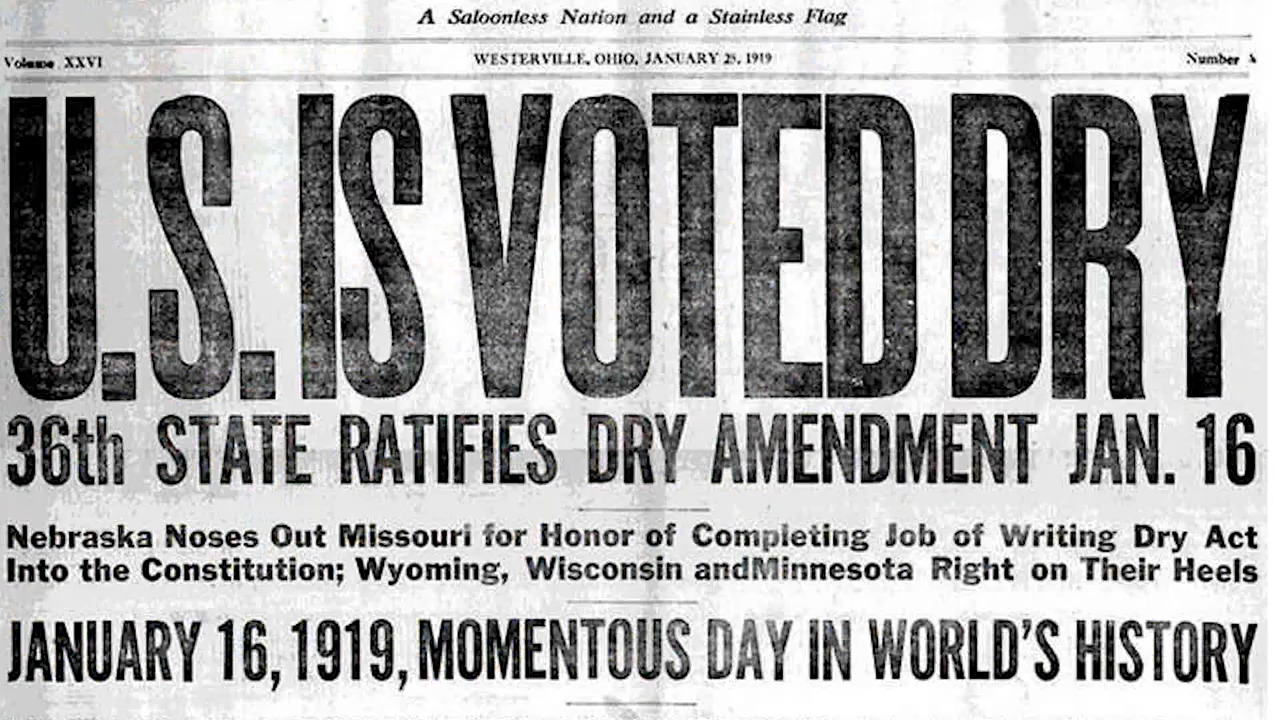 A Saloonless Nation and a Stainless Flag
Volume XXVI WESTERVILLE, OHIO, JANUARY 25, 1919 Number 4
U.S. IS VOTED DRY
36th STATE RATIFIES DRY AMENDMENT JAN. 16
Nebraska Noses Out Missouri for Honor of Completing Job of Writing Dry Act
Into the Constitution; Wyoming, Wisconsin andMinnesota Right on Their Heels
JANUARY 16, 1919, MOMENTOUS DAY IN WORLD'S HISTORY